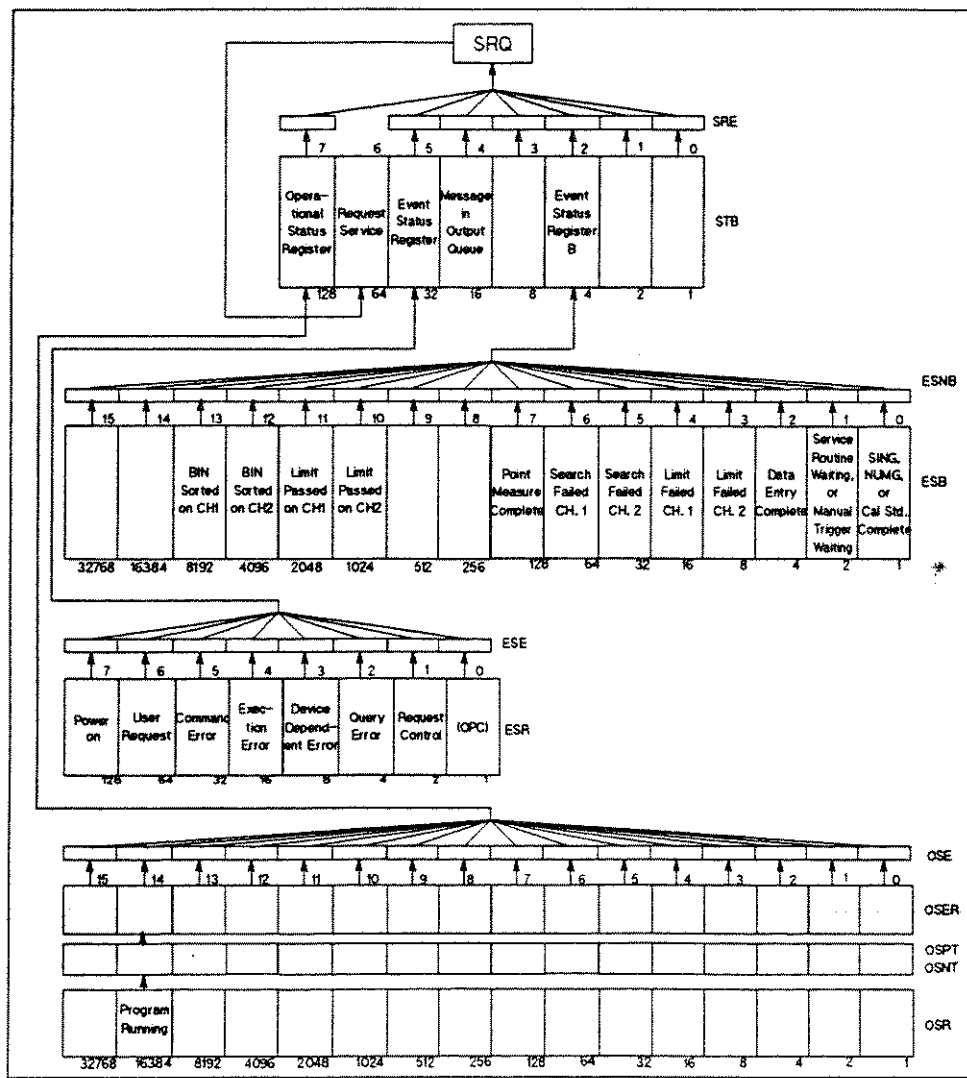 SRQ
SRE
7 6 5 4 3 2 1 0
Opera-
tional
Status
Register
Request
Service
Event
Status
Register
Message
in
Output
Queue
Event
Status
Register
B
STB
128 64 32 16 8 4 2 1
ESNB
15 14 13 12 11 10 9 8 7 6 5 4 3 2 1 0
BIN
Sorted
on CH1
BIN
Sorted
on CH2
Limit
Passed
on CH1
Limit
Passed
on CH2
Point
Measure
Complete
Search
Failed
CH. 1
Search
Failed
CH. 2
Limit
Failed
CH. 1
Limit
Failed
CH. 2
Data
Entry
Complete
Service
Routine
Waiting,
or
Manual
Trigger
Waiting
SING,
NUMG,
or
Cal Std.,
Complete
ESB
32768 16384 8192 4096 2048 1024 512 256 128 64 32 16 8 4 2 1
ESE
7 6 5 4 3 2 1 0
Power
on
User
Request
Command
Error
Exec-
tion
Error
Device
Depend-
ent Error
Query
Error
Request
Control
(OPC)
ESR
128 64 32 16 8 4 2 1
OSE
15 14 13 12 11 10 9 8 7 6 5 4 3 2 1 0
OSER
OSPT
OSNT
Program
Running
OSR
32768 16384 8192 4096 2048 1024 512 256 128 64 32 16 8 4 2 1